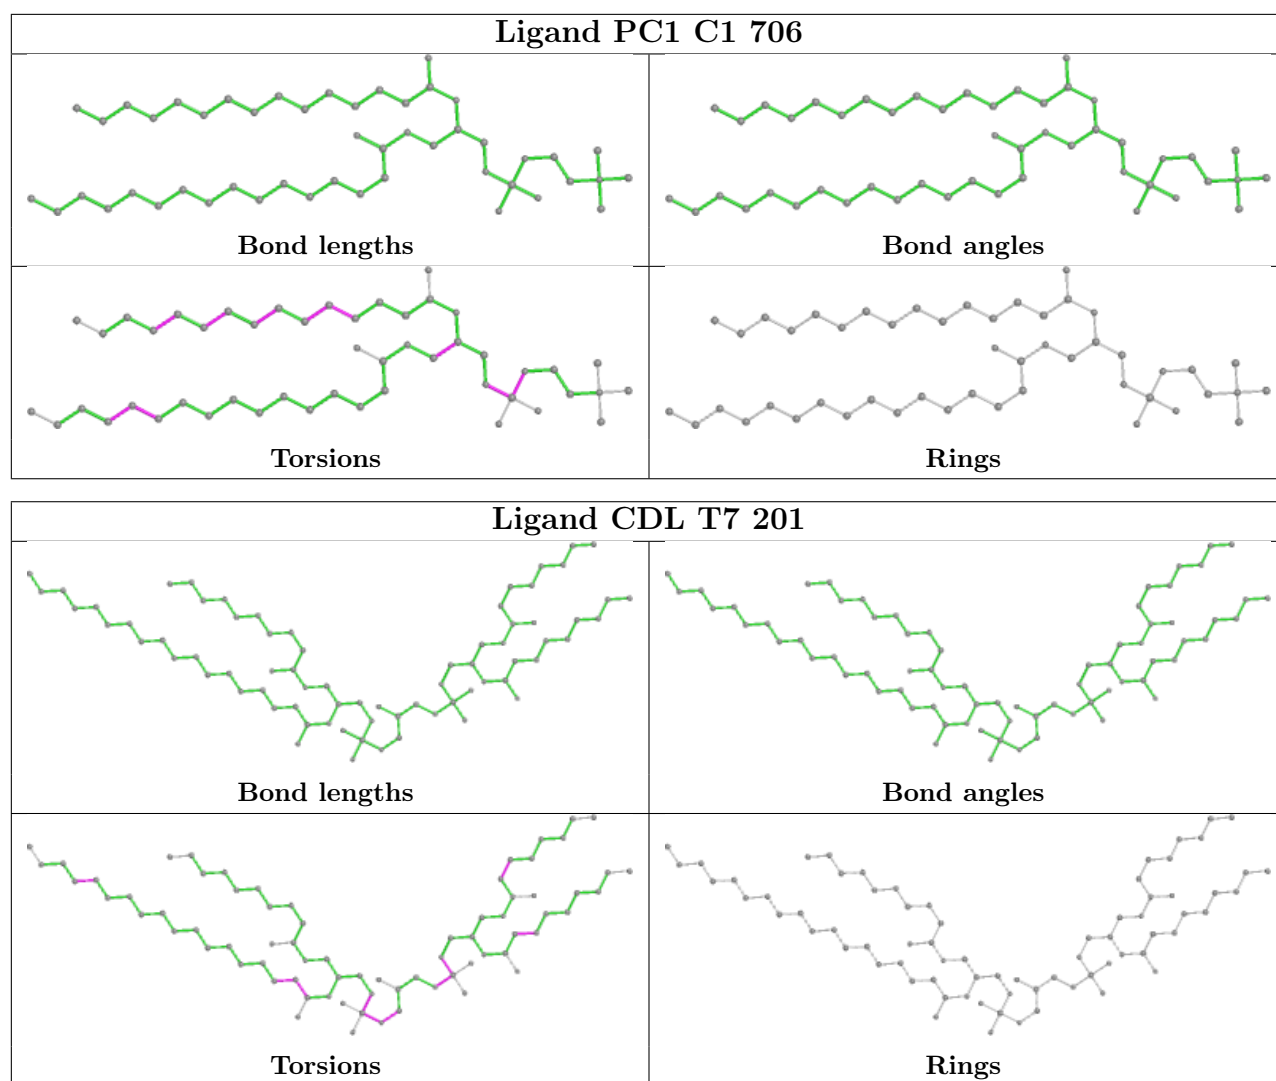 Ligand PC1 C1 706
Bond lengths
Bond angles
Torsions
Rings
Ligand CDL T7 201
Bond lengths
Bond angles
Torsions
Rings